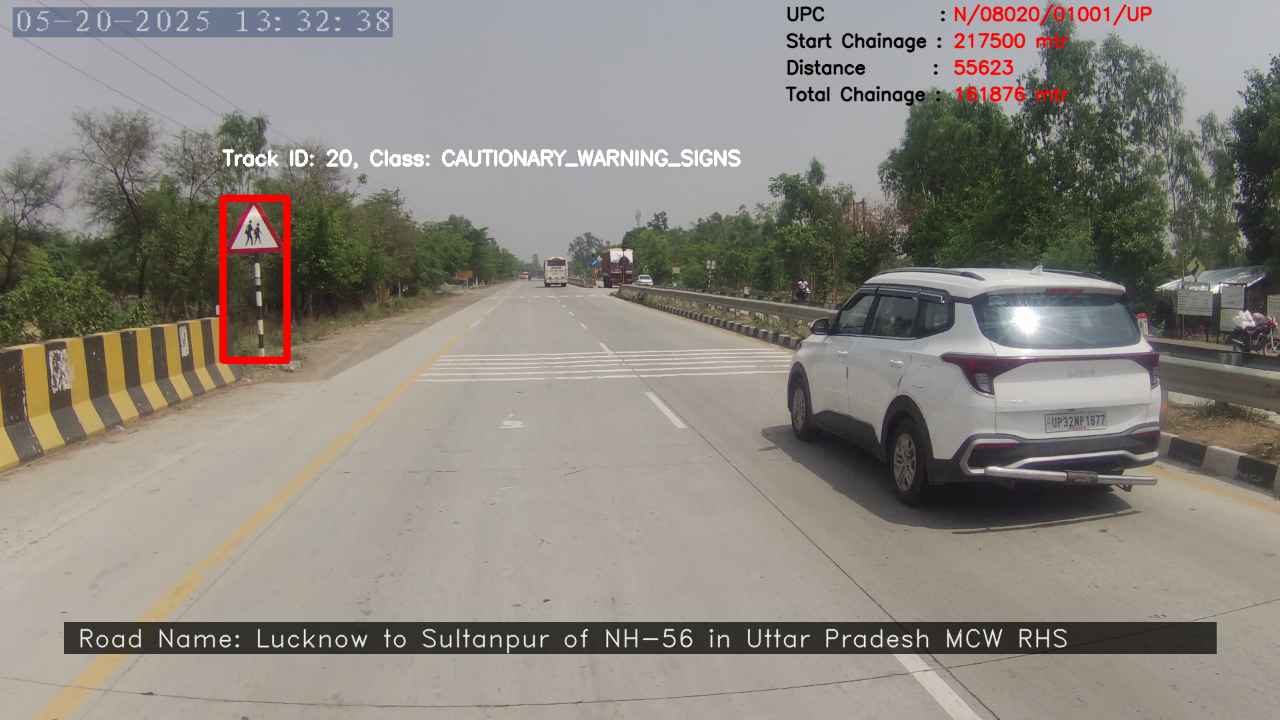 05-20-2025 13:32:38
UPC : N/08020/01001/UP
Start Chainage : 217500 mtr
Distance : 55623
Total Chainage : 161876 mtr
Track ID: 20, Class: CAUTIONARY_WARNING_SIGNS
UP32NP1677
Road Name: Lucknow to Sultanpur of NH-56 in Uttar Pradesh MCW RHS